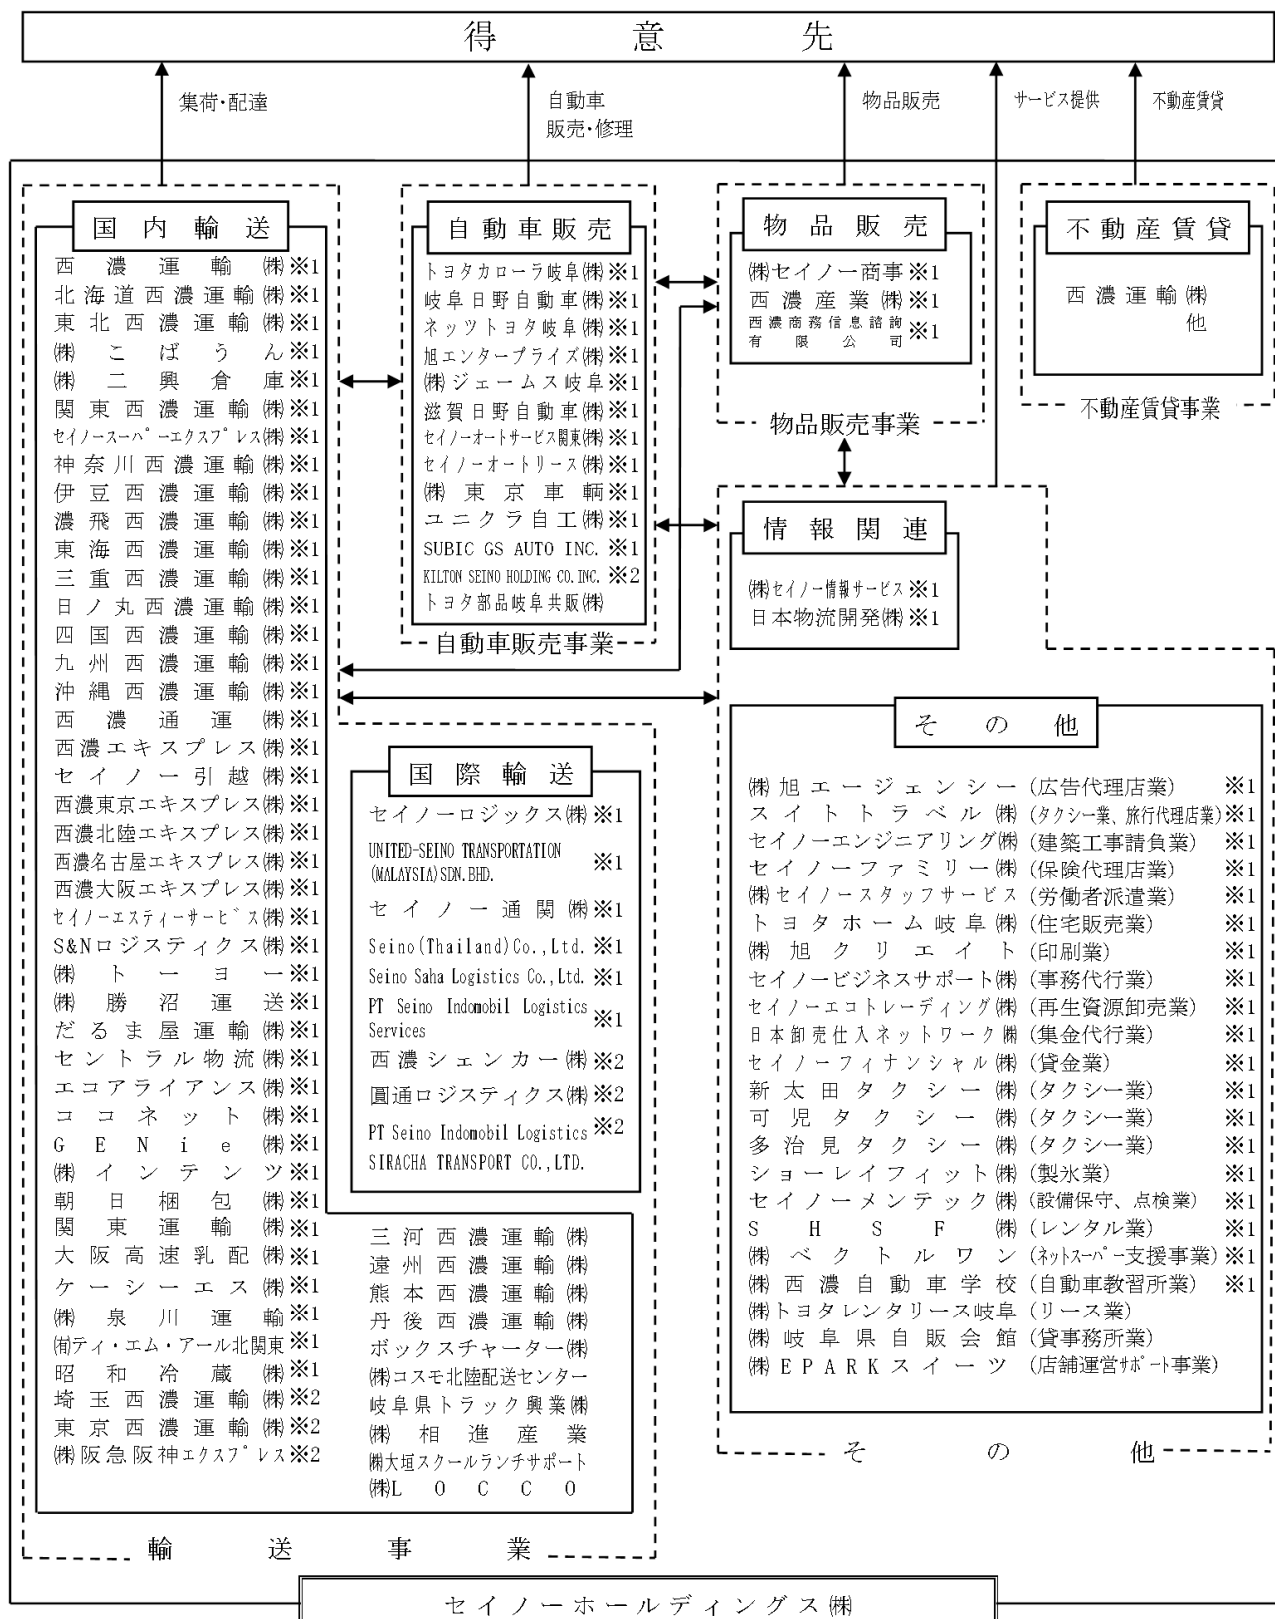 得意先
集荷・配達
自動車
販売・修理
物品販売
サービス提供
不動産賃貸
国内輸送
西濃運輸㈱※1
北海道西濃運輸㈱※1
東北西濃運輸㈱※1
㈱こばうん※1
㈱二興倉庫※1
関東西濃運輸㈱※1
セイノースーパーエクスプレス㈱※1
神奈川西濃運輸㈱※1
伊豆西濃運輸㈱※1
濃飛西濃運輸㈱※1
東海西濃運輸㈱※1
三重西濃運輸㈱※1
日ノ丸西濃運輸㈱※1
四国西濃運輸㈱※1
九州西濃運輸㈱※1
沖縄西濃運輸㈱※1
西濃通運㈱※1
西濃エキスプレス㈱※1
セイノー引越㈱※1
西濃東京エキスプレス㈱※1
西濃北陸エキスプレス㈱※1
西濃名古屋エキスプレス㈱※1
西濃大阪エキスプレス㈱※1
セイノーエスティーサービス㈱※1
S&Nロジスティクス㈱※1
㈱トーヨー※1
㈱勝沼運送※1
だるま屋運輸㈱※1
セントラル物流㈱※1
エコアライアンス㈱※1
ココネット㈱※1
GENie㈱※1
㈱インテンツ※1
朝日梱包㈱※1
関東運輸㈱※1
大阪高速乳配㈱※1
ケーシーエス㈱※1
㈱泉川運輸※1
㈲ティ・エム・アール北関東※1
昭和冷蔵㈱※1
埼玉西濃運輸㈱※2
東京西濃運輸㈱※2
㈱阪急阪神エクスプレス※2
三河西濃運輸㈱
遠州西濃運輸㈱
熊本西濃運輸㈱
丹後西濃運輸㈱
ボックスチャーター㈱
㈱コスモ北陸配送センター
岐阜県トラック興業㈱
㈱相進産業
㈱大垣スクールランチサポート
㈱LOCCO
国際輸送
セイノーロジックス㈱※1
UNITED-SEINO TRANSPORTATION
(MALAYSIA)SDN.BHD. ※1
セイノー通関㈱※1
Seino(Thailand)Co.,Ltd. ※1
Seino Saha Logistics Co.,Ltd. ※1
PT Seino Indomobil Logistics
Services ※1
西濃シェンカー㈱※2
圓通ロジスティクス㈱※2
PT Seino Indomobil Logistics ※2
SIRACHA TRANSPORT CO.,LTD.
輸送事業
自動車販売
トヨタカローラ岐阜㈱※1
岐阜日野自動車㈱※1
ネッツトヨタ岐阜㈱※1
旭エンタープライズ㈱※1
㈱ジェームス岐阜※1
滋賀日野自動車㈱※1
セイノーオートサービス関東㈱※1
セイノーオートリース㈱※1
㈱東京車輌※1
ユニクラ自工㈱※1
SUBIC GS AUTO INC. ※1
KILTON SEINO HOLDING CO.INC. ※2
トヨタ部品岐阜共販㈱
自動車販売事業
物品販売
㈱セイノー商事※1
西濃産業㈱※1
西濃商務信息諮詢
有限公司※1
物品販売事業
不動産賃貸
西濃運輸㈱
他
不動産賃貸事業
情報関連
㈱セイノー情報サービス※1
日本物流開発㈱※1
その他
㈱旭エージェンシー(広告代理店業)※1
スイトトラベル㈱(タクシー業、旅行代理店業)※1
セイノーエンジニアリング㈱(建築工事請負業)※1
セイノーファミリー㈱(保険代理店業)※1
㈱セイノースタッフサービス(労働者派遣業)※1
トヨタホーム岐阜㈱(住宅販売業)※1
㈱旭クリエイト(印刷業)※1
セイノービジネスサポート㈱(事務代行業)※1
セイノーエコトレーディング㈱(再生資源卸売業)※1
日本卸売仕入ネットワーク㈱(集金代行業)※1
セイノーフィナンシャル㈱(貸金業)※1
新太田タクシー㈱(タクシー業)※1
可児タクシー㈱(タクシー業)※1
多治見タクシー㈱(タクシー業)※1
ショーレイフィット㈱(製氷業)※1
セイノーメンテック㈱(設備保守、点検業)※1
SHSF㈱(レンタル業)※1
㈱ベクトルワン(ネットスーパー支援事業)※1
㈱西濃自動車学校(自動車教習所業)※1
㈱トヨタレンタリース岐阜(リース業)
㈱岐阜県自販会館(貸事務所業)
㈱EPARKスイーツ(店舗運営サポート事業)
その他
セイノーホールディングス㈱